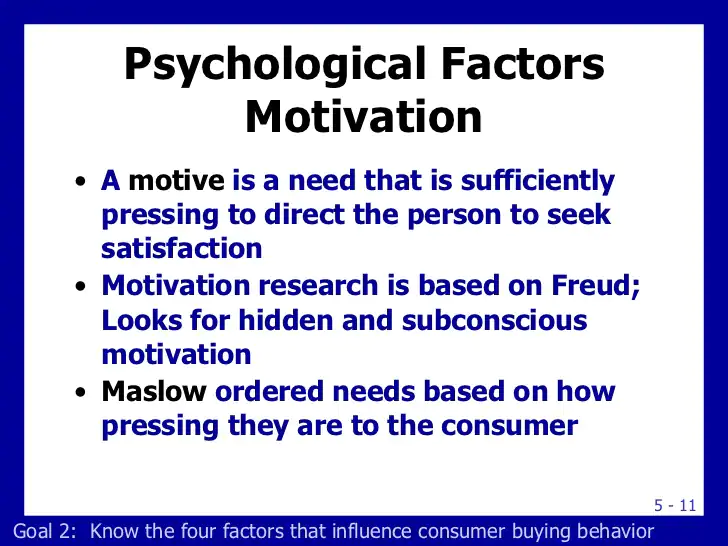 Psychological Factors
Motivation
• A motive is a need that is sufficiently
pressing to direct the person to seek
satisfaction
• Motivation research is based on Freud;
Looks for hidden and subconscious
motivation
• Maslow ordered needs based on how
pressing they are to the consumer
5 - 11
Goal 2: Know the four factors that influence consumer buying behavior